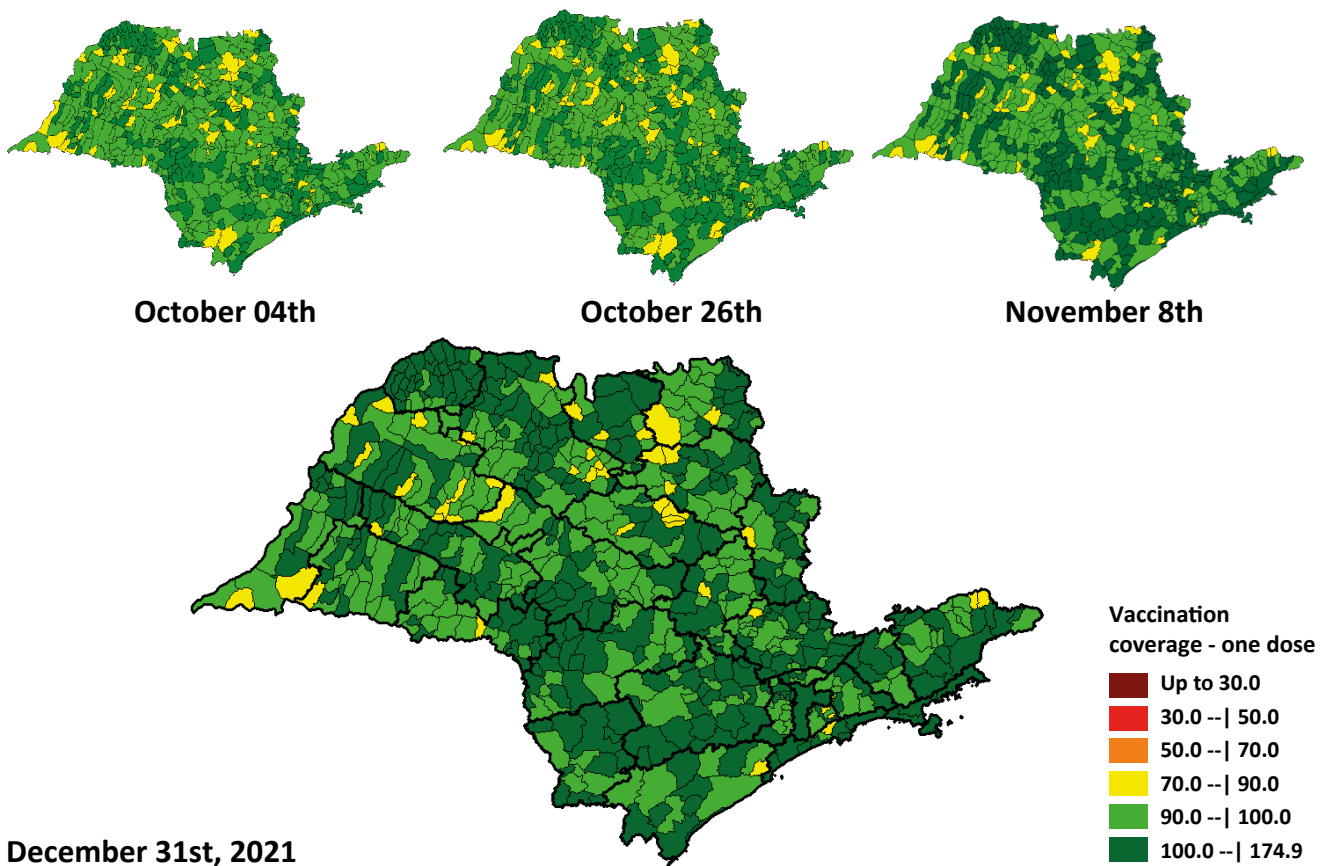 October 04th
October 26th
November 8th
December 31st, 2021
Vaccination
coverage - one dose
Up to 30.0
30.0 --| 50.0
50.0 --| 70.0
70.0 --| 90.0
90.0 --| 100.0
100.0 --| 174.9